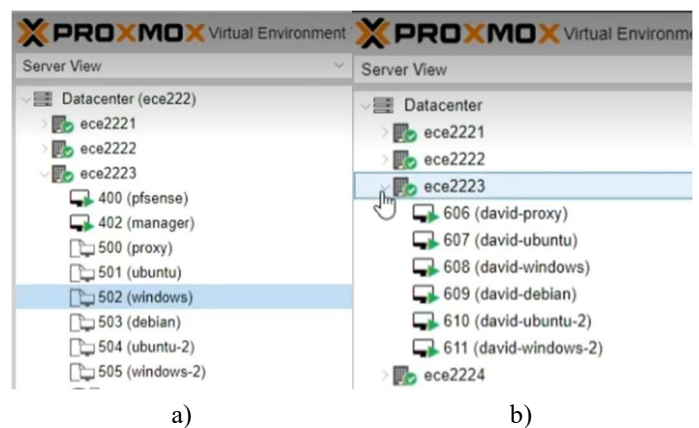 PROXMOX Virtual Environment
Server View
Datacenter (ece222)
ece2221
ece2222
ece2223
400 (pfsense)
402 (manager)
500 (proxy)
501 (ubuntu)
502 (windows)
503 (debian)
504 (ubuntu-2)
505 (windows-2)
a)
PROXMOX Virtual Environme
Server View
Datacenter
ece2221
ece2222
ece2223
606 (david-proxy)
607 (david-ubuntu)
608 (david-windows)
609 (david-debian)
610 (david-ubuntu-2)
611 (david-windows-2)
ece2224
b)